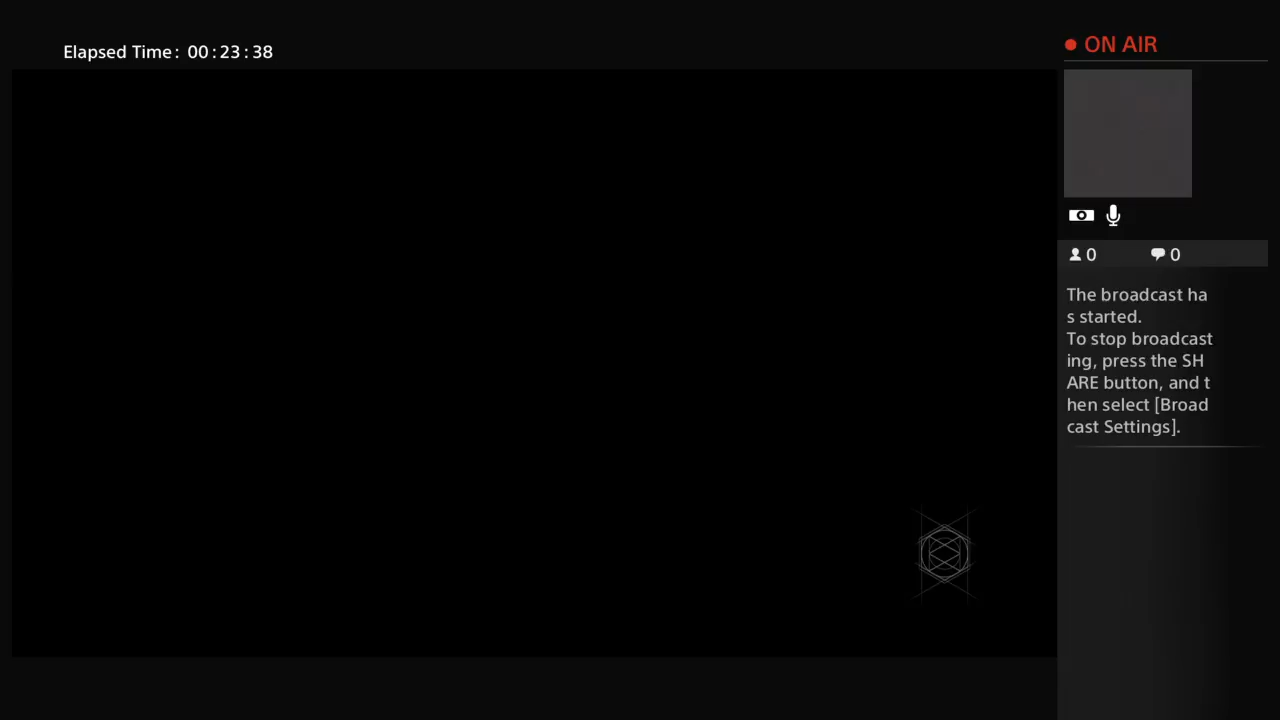 Elapsed Time: 00:23:38
ON AIR
0 0
The broadcast ha
s started.
To stop broadcast
ing, press the SH
ARE button, and t
hen select [Broad
cast Settings].